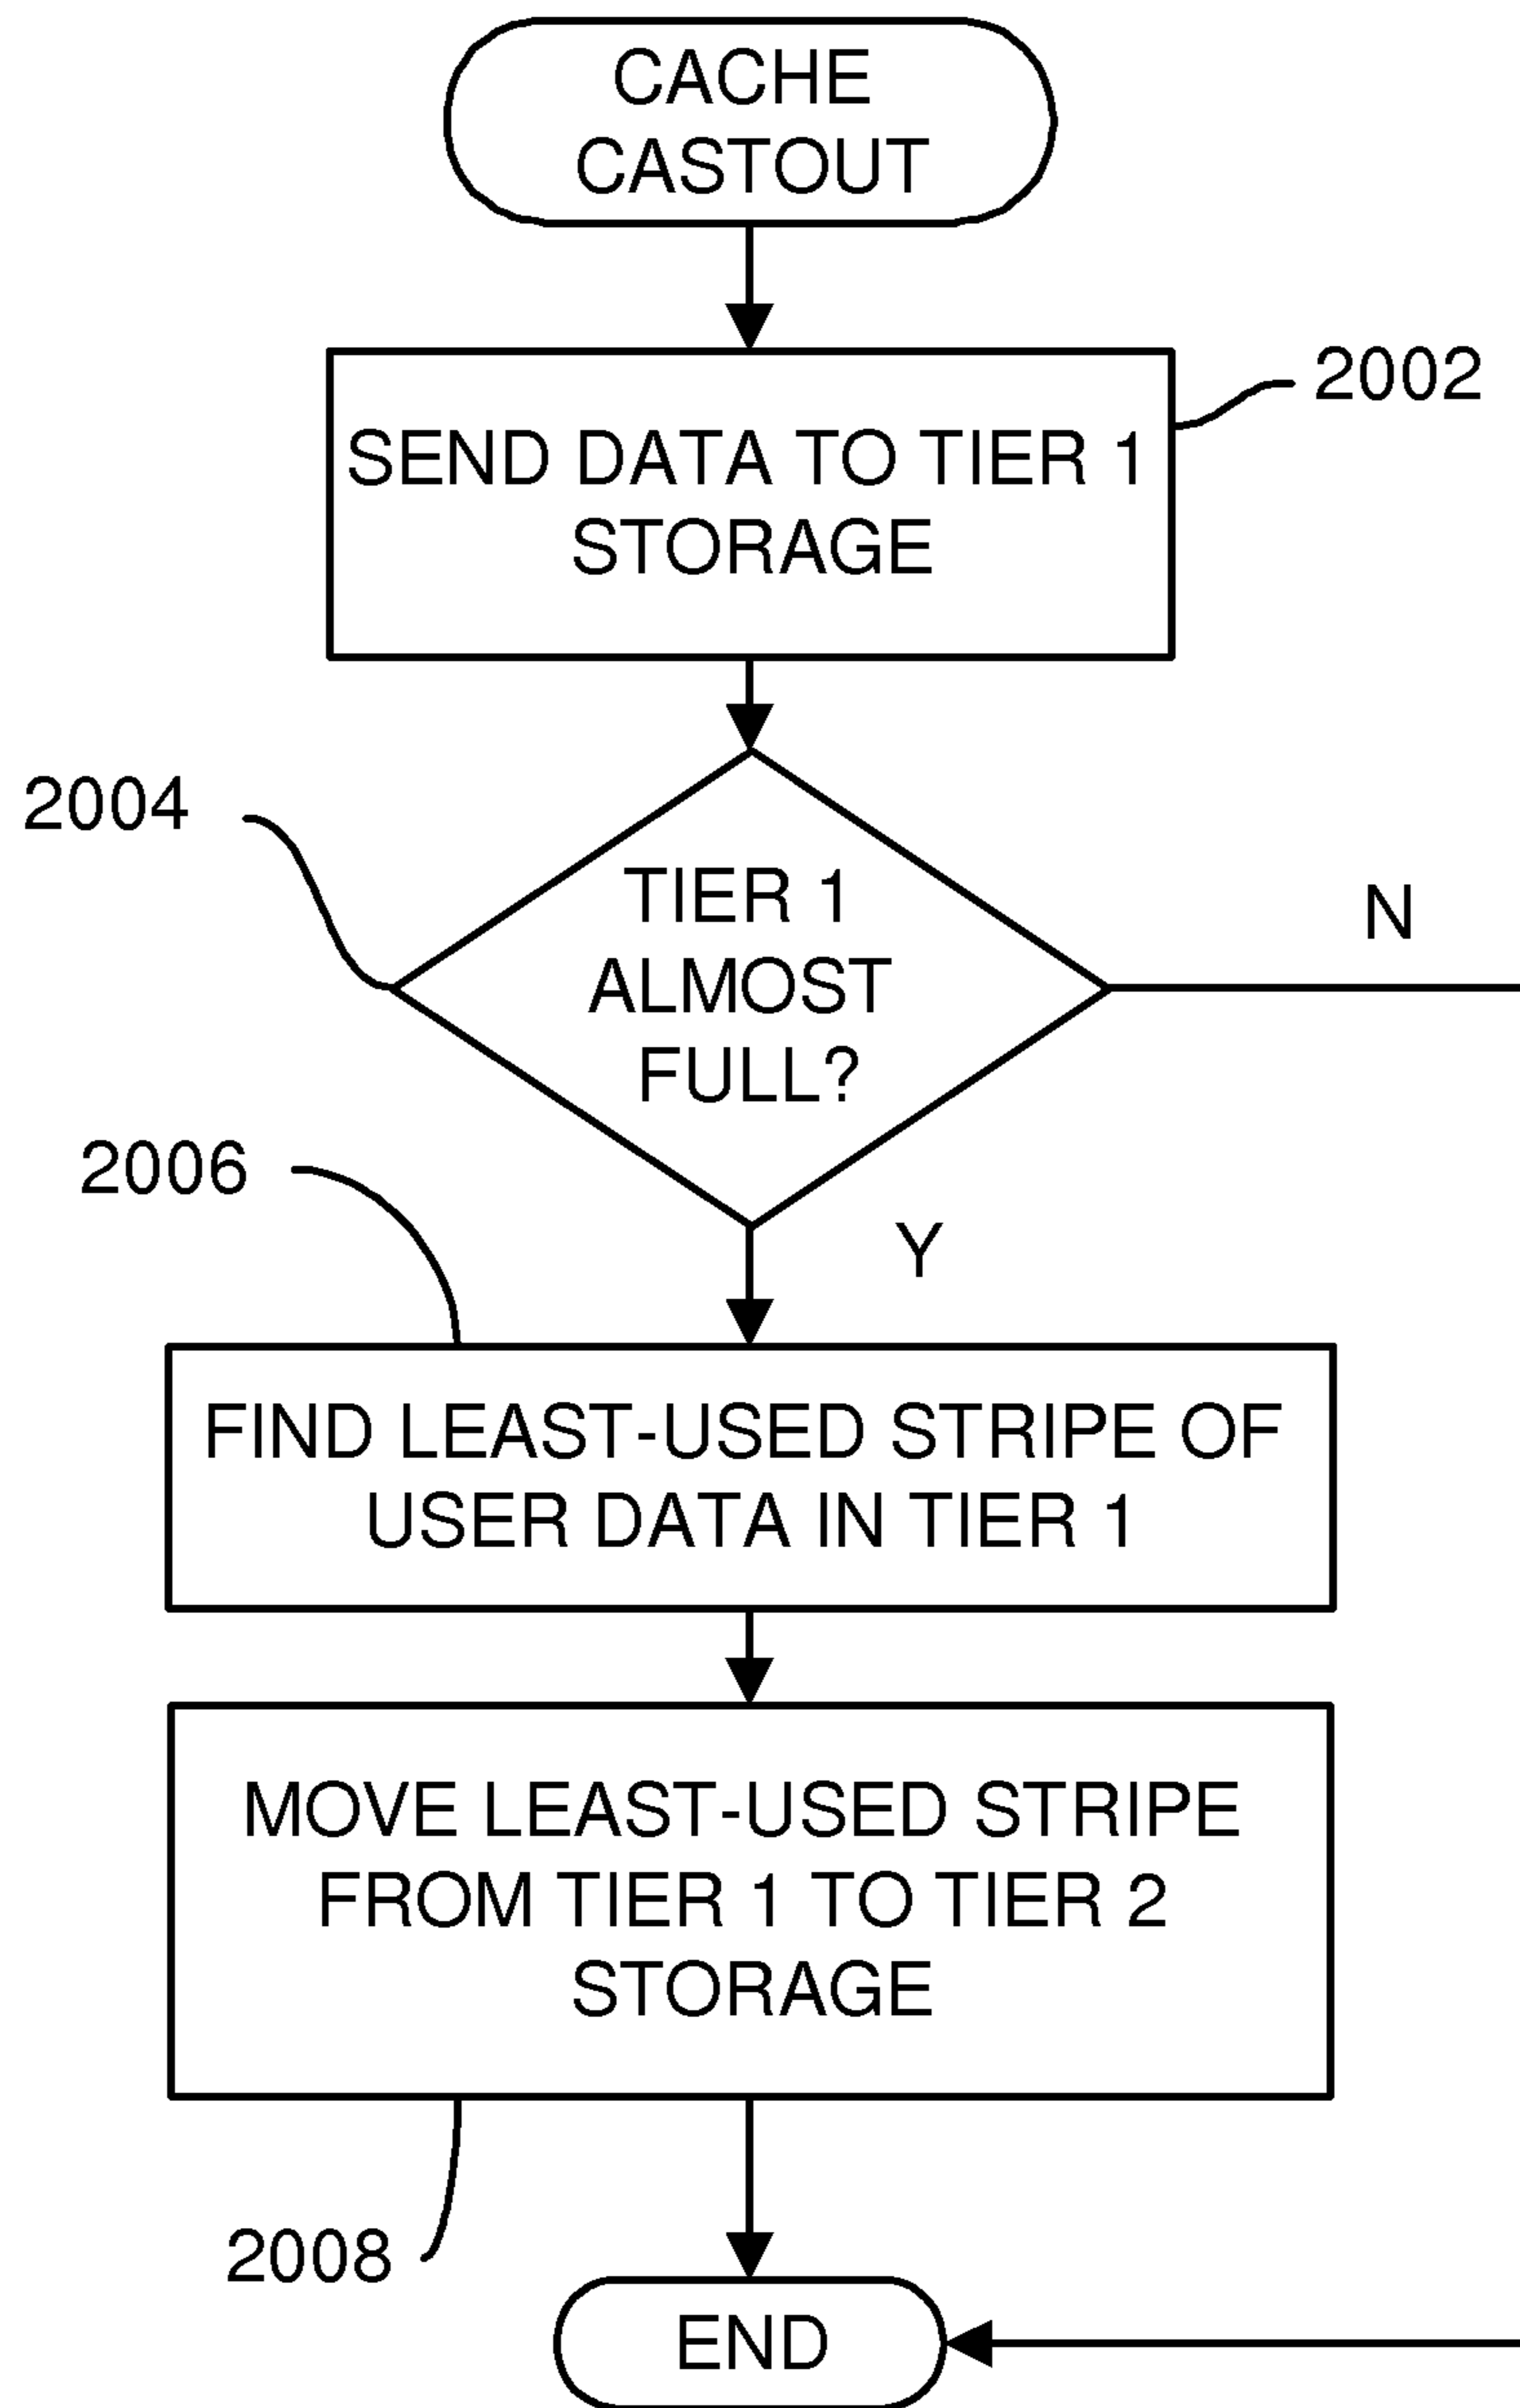 CACHE
CASTOUT
2002
SEND DATA TO TIER 1
STORAGE
2004
TIER 1
ALMOST
FULL?
N
2006
Y
FIND LEAST-USED STRIPE OF
USER DATA IN TIER 1
MOVE LEAST-USED STRIPE
FROM TIER 1 TO TIER 2
STORAGE
2008
END